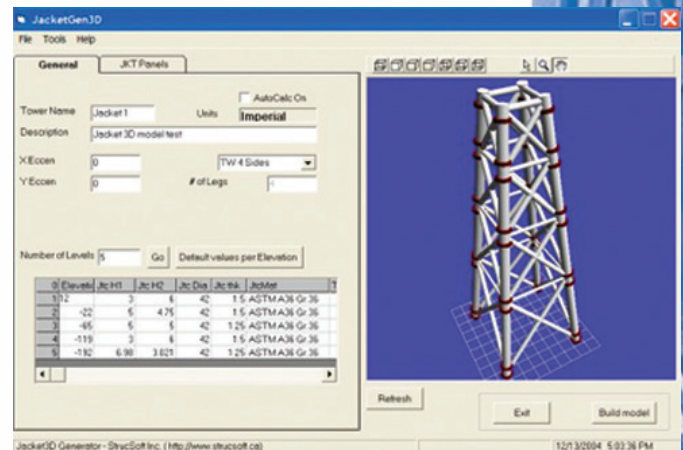 JacketGen3D
File Tools Help
General JKT Panels
AutoCalc On
Tower Name Jacket 1 Units Imperial
Description Jacket 3D model test
X Eccen 0 TW 4 Sides
Y Eccen 0 # of Legs 4
Number of Levels 5 Go Default values per Elevation
0 Elevatio Jtc H1 Jtc H2 Jtc Dia Jtc thk JtcMat T
1 12 3 6 42 1.5 ASTM A36 Gr 36
2 -22 5 4.75 42 1.5 ASTM A36 Gr 36
3 -65 5 5 42 1.25 ASTM A36 Gr 36
4 -119 3 6 42 1.5 ASTM A36 Gr 36
5 -192 6.98 3.021 42 1.25 ASTM A36 Gr 36
Refresh
Exit Build model
Jacket3D Generator - StrucSoft Inc. ( http://www.strucsoft.ca) 12/13/2004 5:03:36 PM